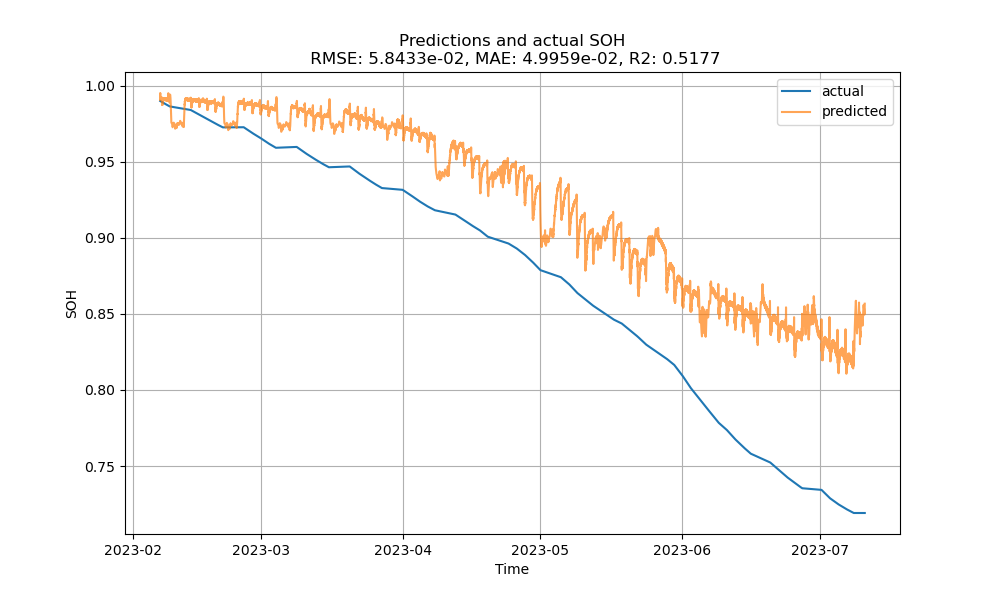 Predictions and actual SOH
RMSE: 5.8433e-02, MAE: 4.9959e-02, R2: 0.5177
actual
predicted
SOH
1.00
0.95
0.90
0.85
0.80
0.75
2023-02
2023-03
2023-04
2023-05
2023-06
2023-07
Time